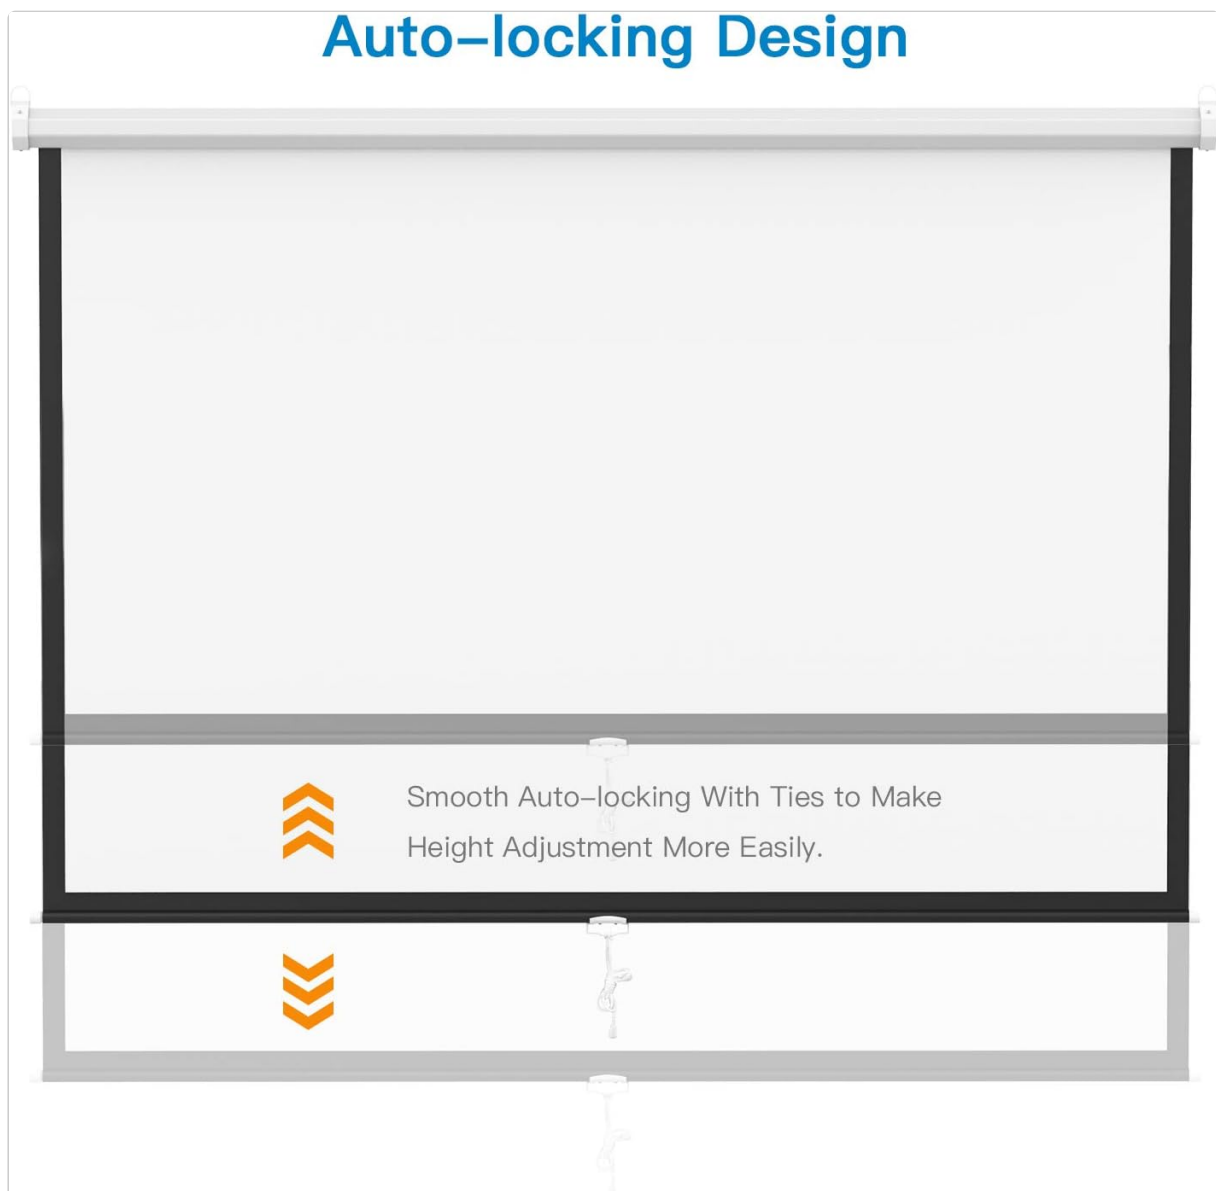 Auto-locking Design
Smooth Auto-locking With Ties to Make
Height Adjustment More Easily.